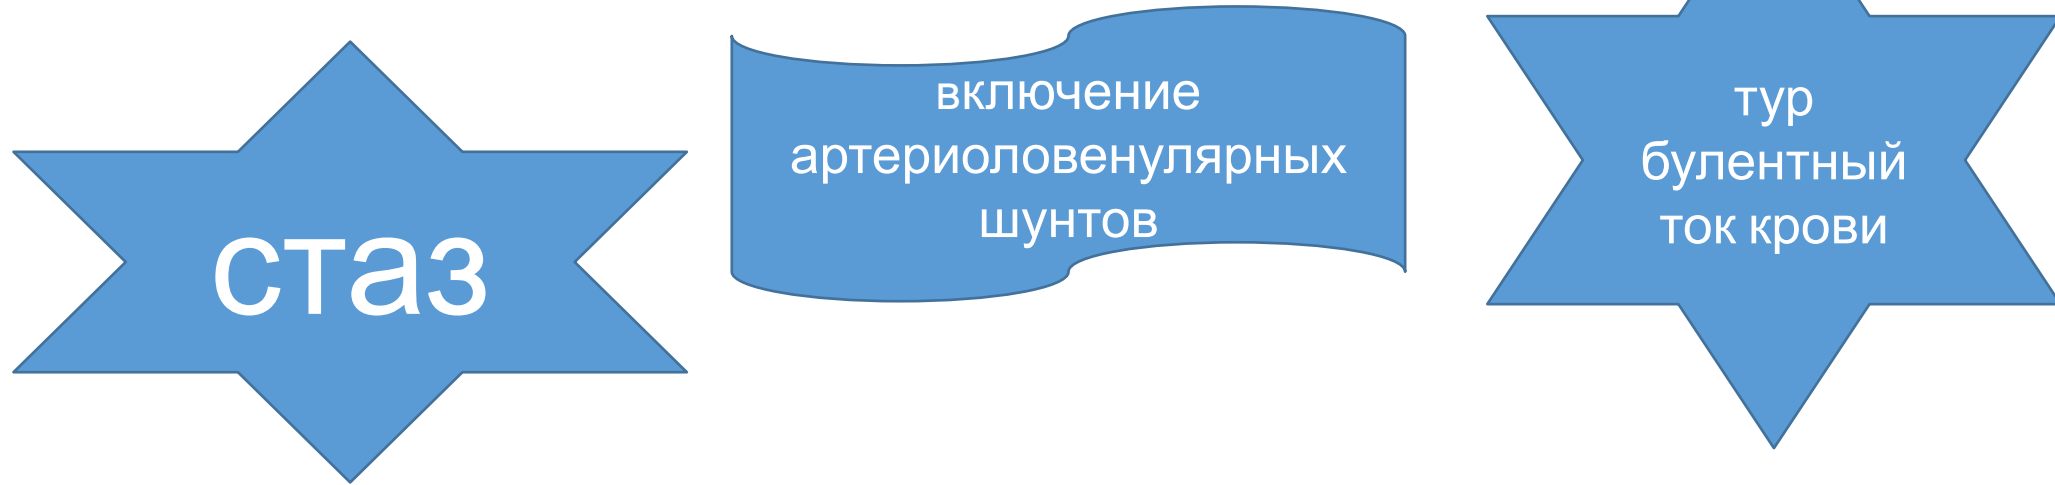 стаз
включение
артериоловенулярных
шунтов
тур
булентный
ток крови